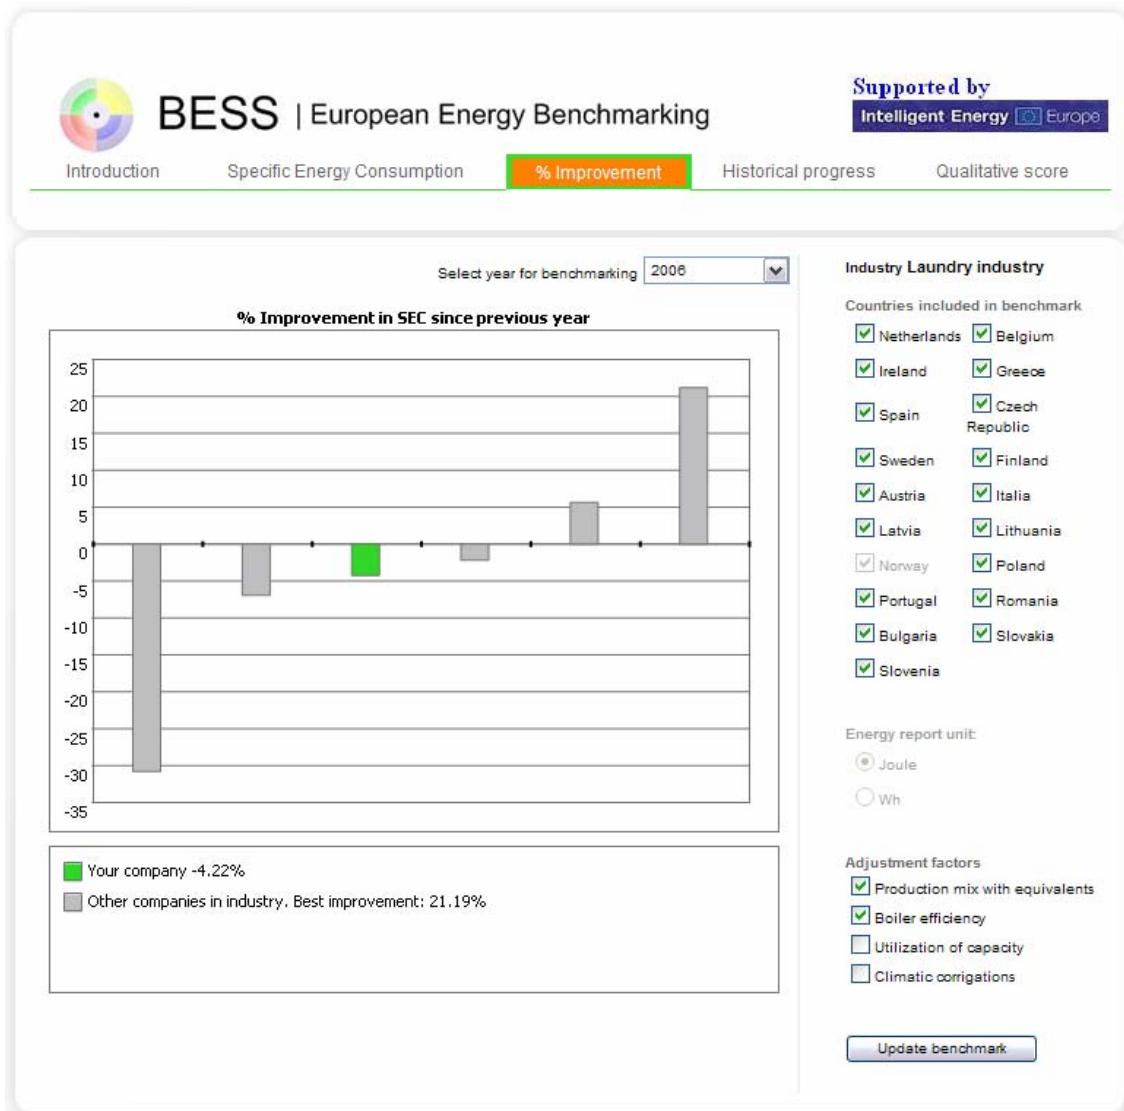 BESS | European Energy Benchmarking
Supported by
Intelligent Energy Europe
Introduction
Specific Energy Consumption
% Improvement
Historical progress
Qualitative score
Select year for benchmarking 2006
% Improvement in SEC since previous year
25
20
15
10
5
0
-5
-10
-15
-20
-25
-30
-35
Your company -4.22%
Other companies in industry. Best improvement: 21.19%
Industry Laundry industry
Countries included in benchmark
Netherlands Belgium
Ireland Greece
Spain Czech
Republic
Sweden Finland
Austria Italia
Latvia Lithuania
Norway Poland
Portugal Romania
Bulgaria Slovakia
Slovenia
Energy report unit:
Joule
Wh
Adjustment factors
Production mix with equivalents
Boiler efficiency
Utilization of capacity
Climatic corrigations
Update benchmark